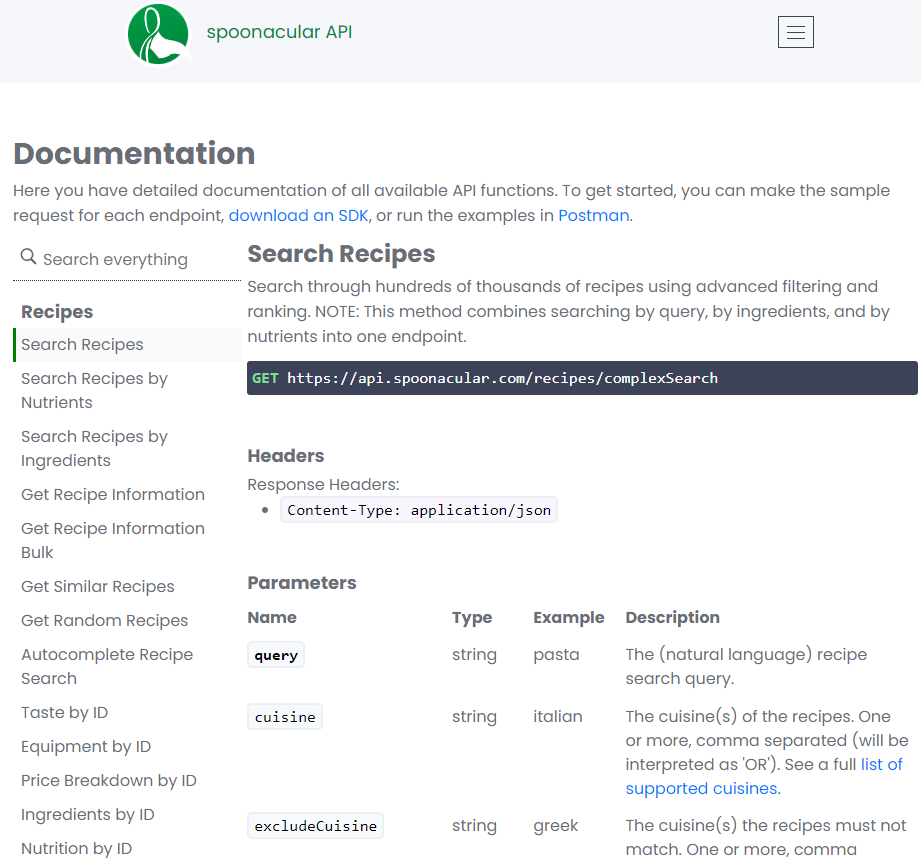 spoonacular API
Documentation
Here you have detailed documentation of all available API functions. To get started, you can make the sample
request for each endpoint, download an SDK, or run the examples in Postman.
Search everything
Recipes
Search Recipes
Search Recipes by
Nutrients
Search Recipes by
Ingredients
Get Recipe Information
Get Recipe Information
Bulk
Get Similar Recipes
Get Random Recipes
Autocomplete Recipe
Search
Taste by ID
Equipment by ID
Price Breakdown by ID
Ingredients by ID
Nutrition by ID
Search Recipes
Search through hundreds of thousands of recipes using advanced filtering and
ranking. NOTE: This method combines searching by query, by ingredients, and by
nutrients into one endpoint.
GET https://api.spoonacular.com/recipes/complexSearch
Headers
Response Headers:
Content-Type: application/json
Parameters
Name Type Example Description
query string pasta The (natural language) recipe
search query.
cuisine string italian The cuisine(s) of the recipes. One
or more, comma separated (will be
interpreted as 'OR'). See a full list of
supported cuisines.
excludeCuisine string greek The cuisine(s) the recipes must not
match. One or more, comma